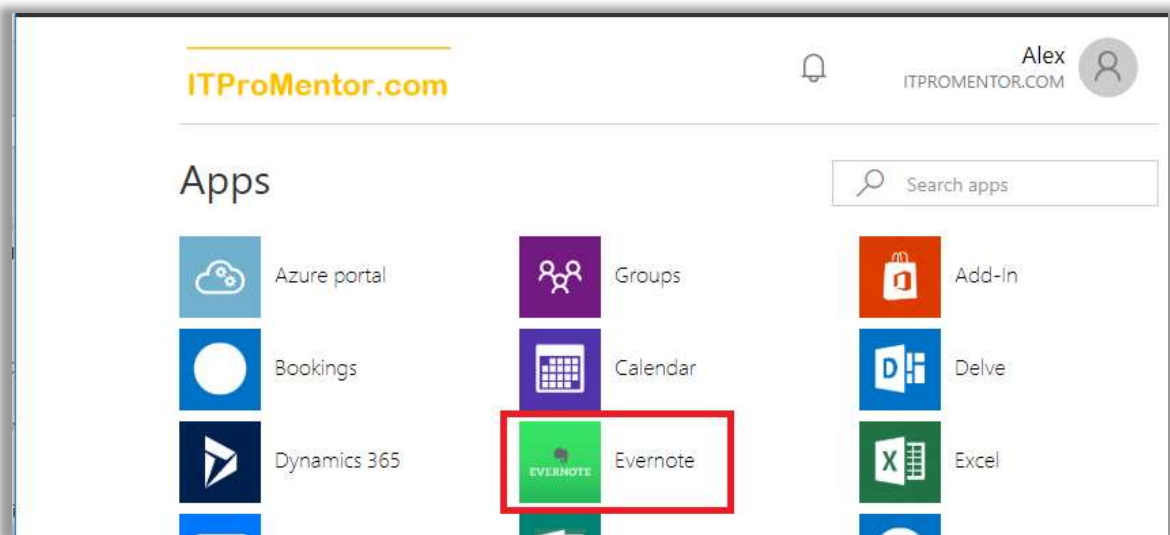 Alex
ITProMentor.com
ITPROMENTOR.COM
Apps
Search apps
Azure portal
Groups
Add-In
Bookings
Calendar
D
Delve
Dynamics 365
EVERNOTE
Evernote
X
Excel